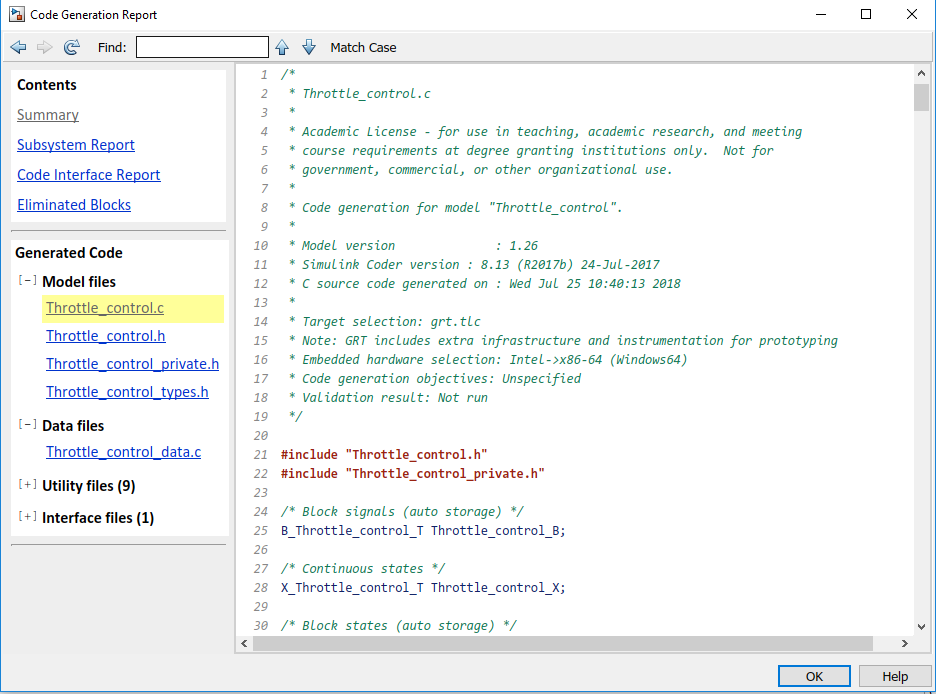 Code Generation Report
Find:
Match Case
Contents
Summary
Subsystem Report
Code Interface Report
Eliminated Blocks
Generated Code
[-] Model files
Throttle_control.c
Throttle_control.h
Throttle_control_private.h
Throttle_control_types.h
[-] Data files
Throttle_control_data.c
[+] Utility files (9)
[+] Interface files (1)
1 /*
2 * Throttle_control.c
3 *
4 * Academic License - for use in teaching, academic research, and meeting
5 * course requirements at degree granting institutions only.  Not for
6 * government, commercial, or other organizational use.
7 *
8 * Code generation for model "Throttle_control".
9 *
10 * Model version              : 1.26
11 * Simulink Coder version : 8.13 (R2017b) 24-Jul-2017
12 * C source code generated on : Wed Jul 25 10:40:13 2018
13 *
14 * Target selection: grt.tlc
15 * Note: GRT includes extra infrastructure and instrumentation for prototyping
16 * Embedded hardware selection: Intel->x86-64 (Windows64)
17 * Code generation objectives: Unspecified
18 * Validation result: Not run
19 */
20
21 #include "Throttle_control.h"
22 #include "Throttle_control_private.h"
23
24 /* Block signals (auto storage) */
25 B_Throttle_control_T Throttle_control_B;
26
27 /* Continuous states */
28 X_Throttle_control_T Throttle_control_X;
29
30 /* Block states (auto storage) */
OK
Help